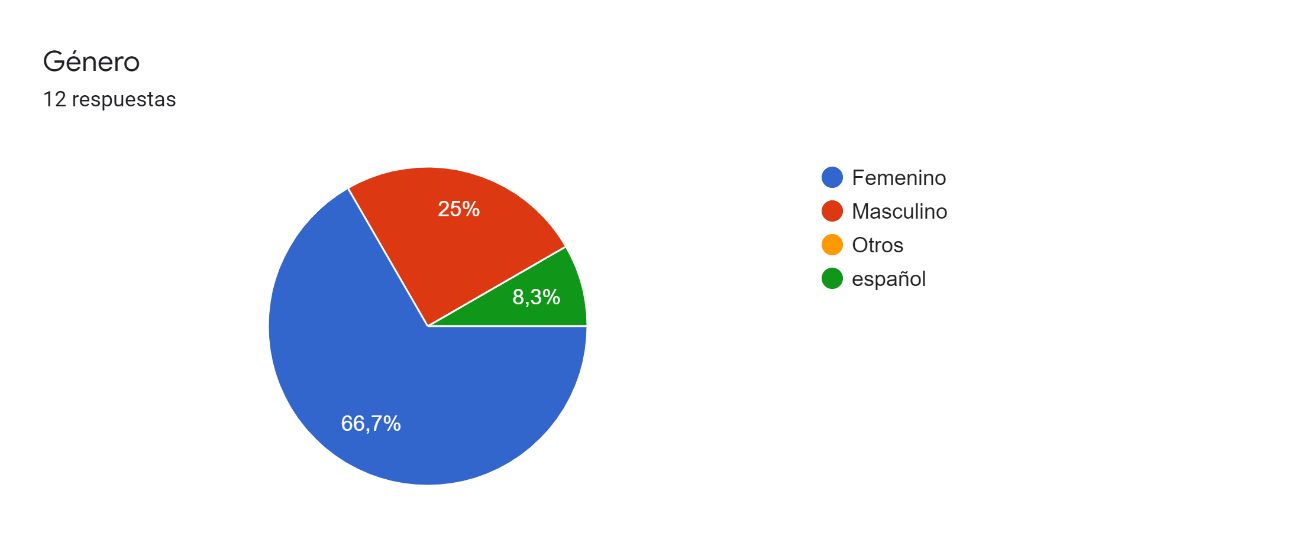 Género
12 respuestas
25%
8,3%
66,7%
Femenino
Masculino
Otros
español